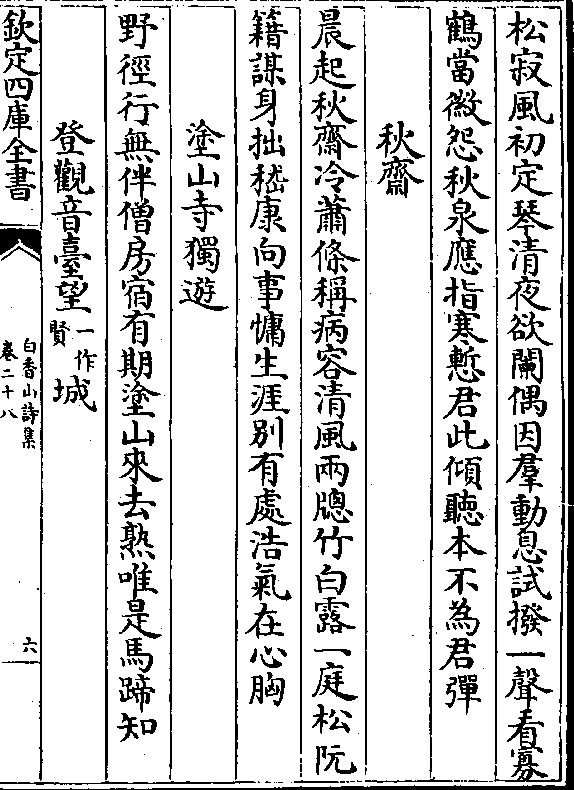 松寂風初定琴清夜欲闌偶因羣動息試撥一聲看寡
鶴當徽怨秋泉應指寒慙君此傾聽本不為君彈
秋齋
晨起秋齋冷蕭條稱病容清風兩牕竹白露一庭松阮
籍謀身拙嵇康向事慵生涯別有處浩氣在心胸
塗山寺獨遊
野徑行無伴僧房宿有期塗山來去熟唯是馬蹄知
登觀音臺望一作賢城
欽定四庫全書
白香山詩集
卷二十八
六